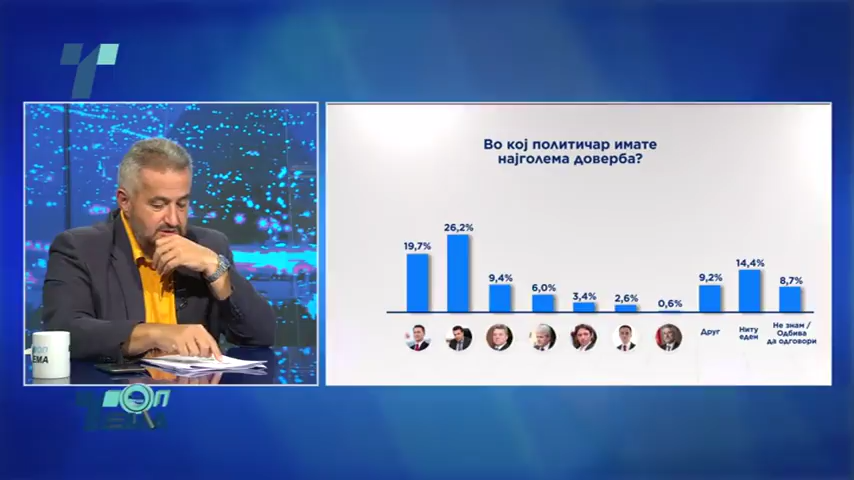 Во кој политичар имате
најголема доверба?
19,7%
26,2%
9,4%
6,0%
3,4%
2,6%
0,6%
9,2%
14,4%
8,7%
Друг
Ниту
еден
Не знам /
Одбива
да одговори